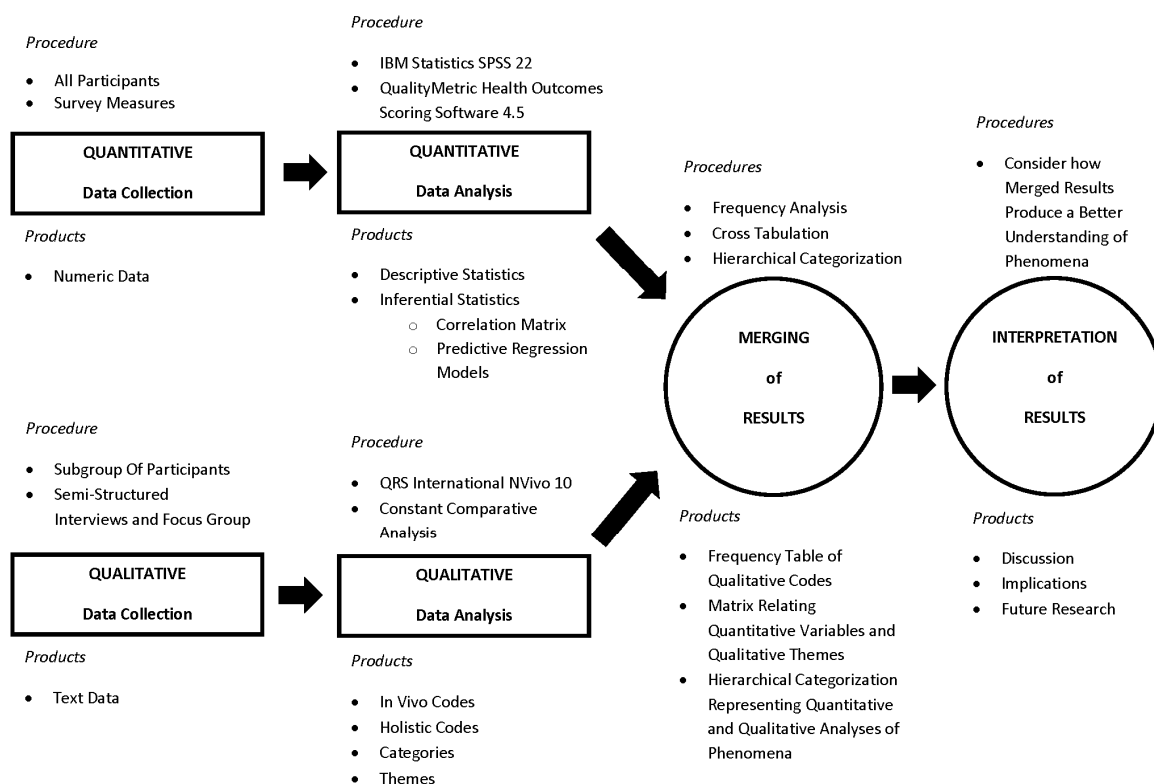 Procedure
• All Participants
• Survey Measures
QUANTITATIVE
Data Collection
Products
• Numeric Data
Procedure
• IBM Statistics SPSS 22
• QualityMetric Health Outcomes
Scoring Software 4.5
QUANTITATIVE
Data Analysis
Products
• Descriptive Statistics
• Inferential Statistics
○ Correlation Matrix
○ Predictive Regression
Models
Procedure
• Subgroup Of Participants
• Semi-Structured
Interviews and Focus Group
QUALITATIVE
Data Collection
Products
• Text Data
Procedure
• QRS International NVivo 10
• Constant Comparative
Analysis
QUALITATIVE
Data Analysis
Products
• In Vivo Codes
• Holistic Codes
• Categories
• Themes
Procedures
• Frequency Analysis
• Cross Tabulation
• Hierarchical Categorization
MERGING
of
RESULTS
Products
• Frequency Table of
Qualitative Codes
• Matrix Relating
Quantitative Variables and
Qualitative Themes
• Hierarchical Categorization
Representing Quantitative
and Qualitative Analyses of
Phenomena
Procedures
• Consider how
Merged Results
Produce a Better
Understanding of
Phenomena
INTERPRETATION
of
RESULTS
Products
• Discussion
• Implications
• Future Research